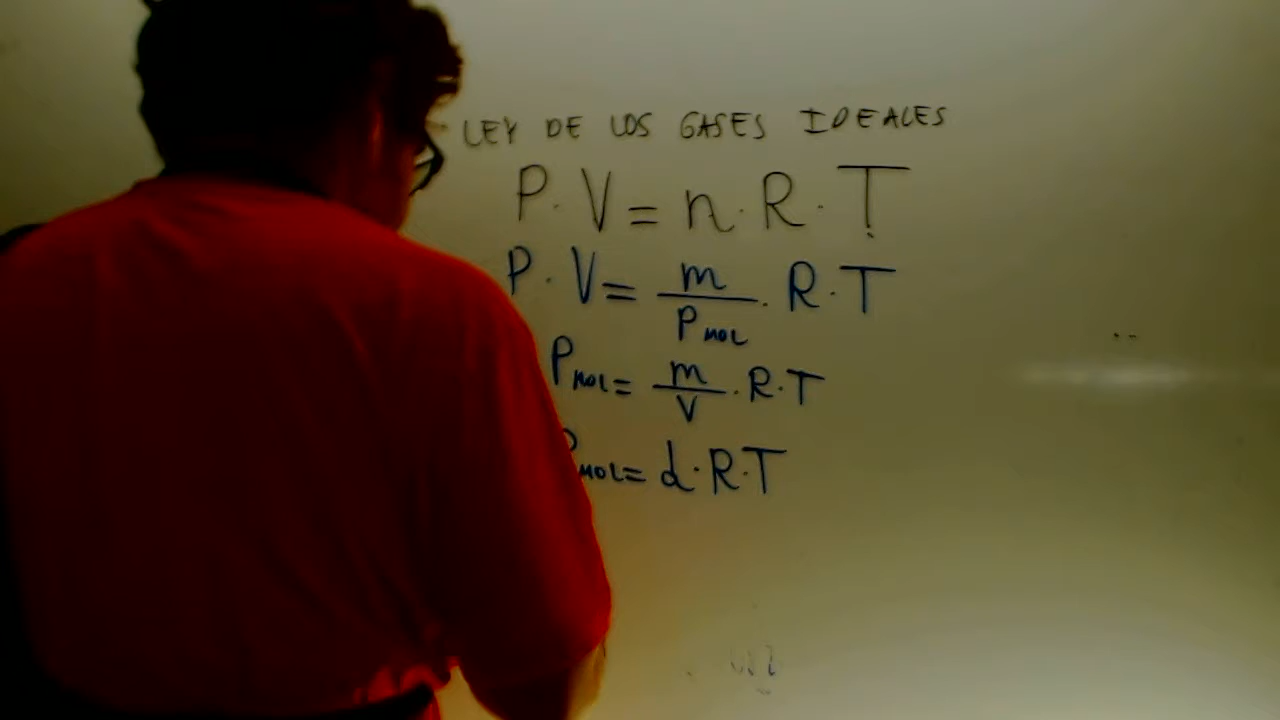 LEY DE LOS GASES IDEALES
P. V = n. R. T
P. V = m/Pmol . R. T
Pmol = m/V . R. T
mol = d. R. T